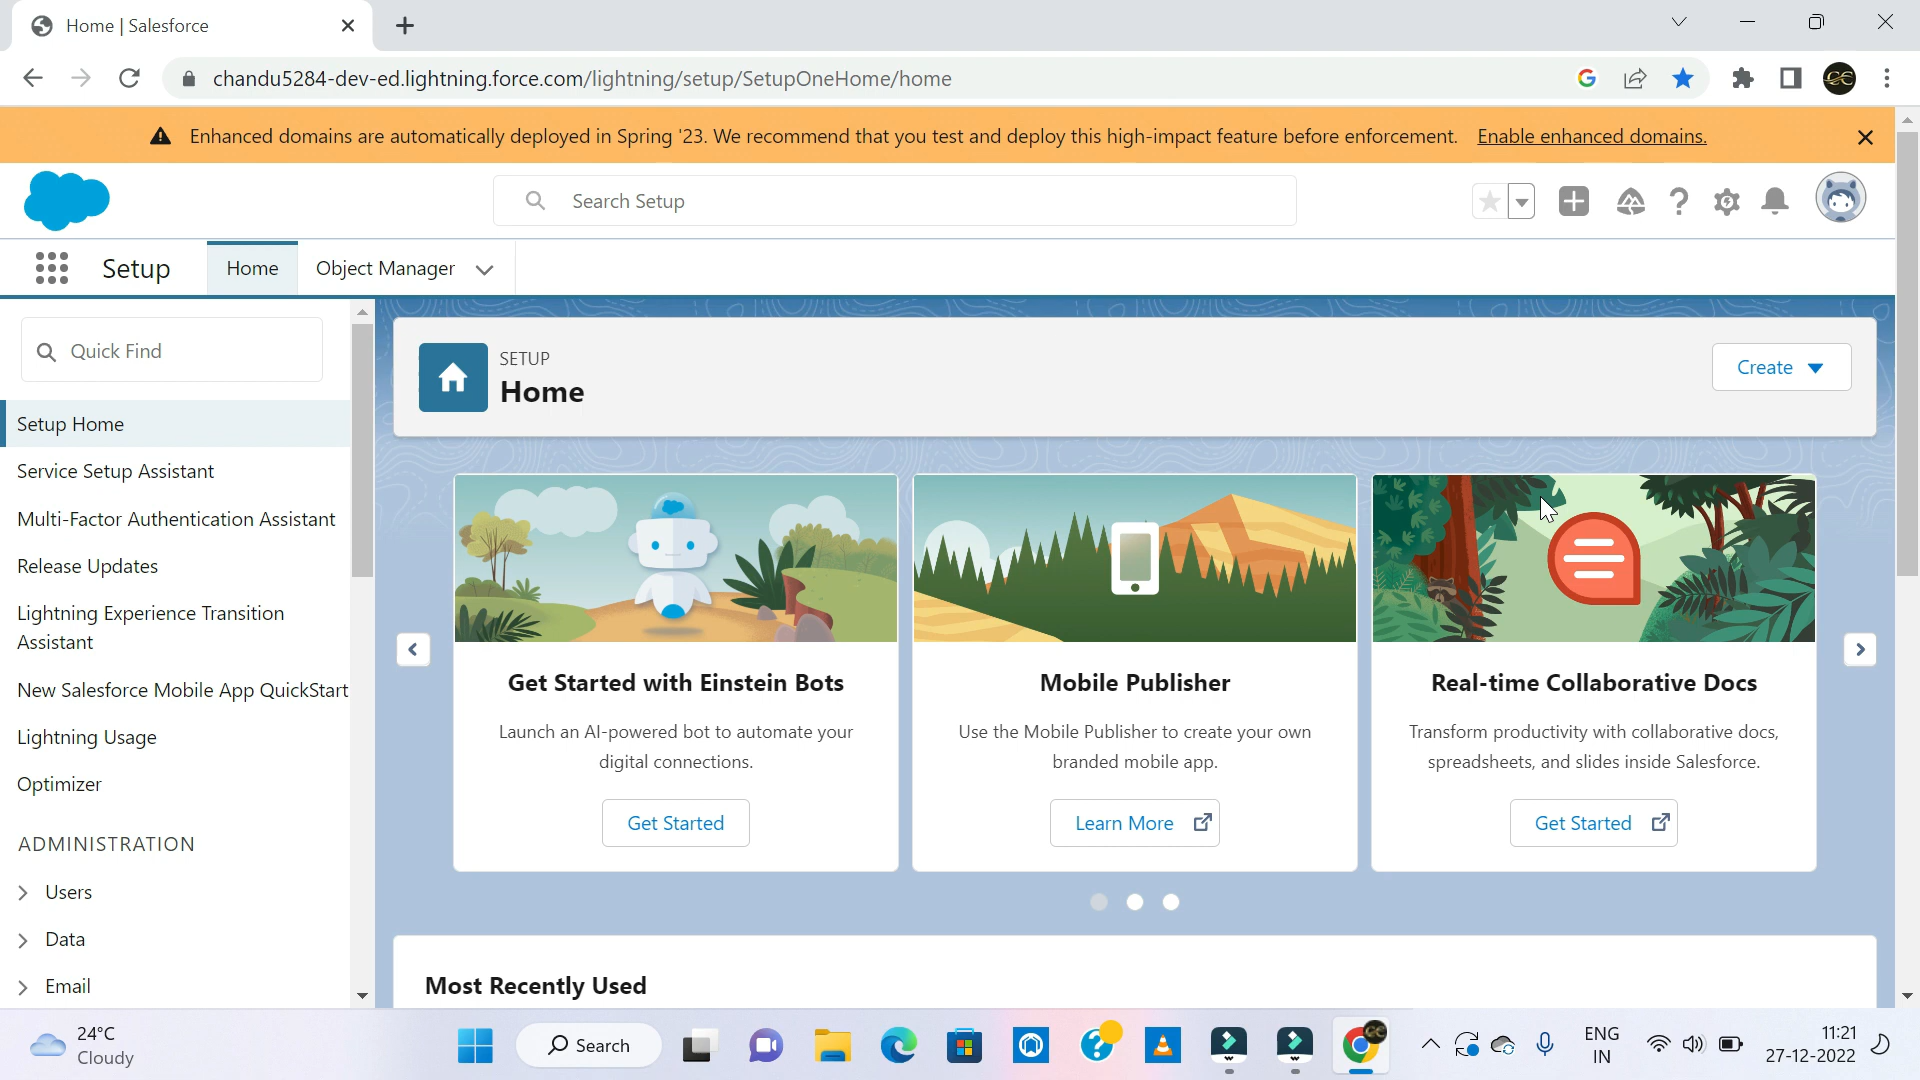 Home | Salesforce
chandu5284-dev-ed.lightning.force.com/lightning/setup/SetupOneHome/home
Enhanced domains are automatically deployed in Spring '23. We recommend that you test and deploy this high-impact feature before enforcement. Enable enhanced domains.
Search Setup
Setup
Home
Object Manager
Quick Find
Setup Home
Service Setup Assistant
Multi-Factor Authentication Assistant
Release Updates
Lightning Experience Transition
Assistant
New Salesforce Mobile App QuickStart
Lightning Usage
Optimizer
ADMINISTRATION
Users
Data
Email
SETUP
Home
Create
Get Started with Einstein Bots
Launch an AI-powered bot to automate your
digital connections.
Get Started
Mobile Publisher
Use the Mobile Publisher to create your own
branded mobile app.
Learn More
Real-time Collaborative Docs
Transform productivity with collaborative docs,
spreadsheets, and slides inside Salesforce.
Get Started
Most Recently Used
24°C
Cloudy
Search
ENG
IN
11:21
27-12-2022